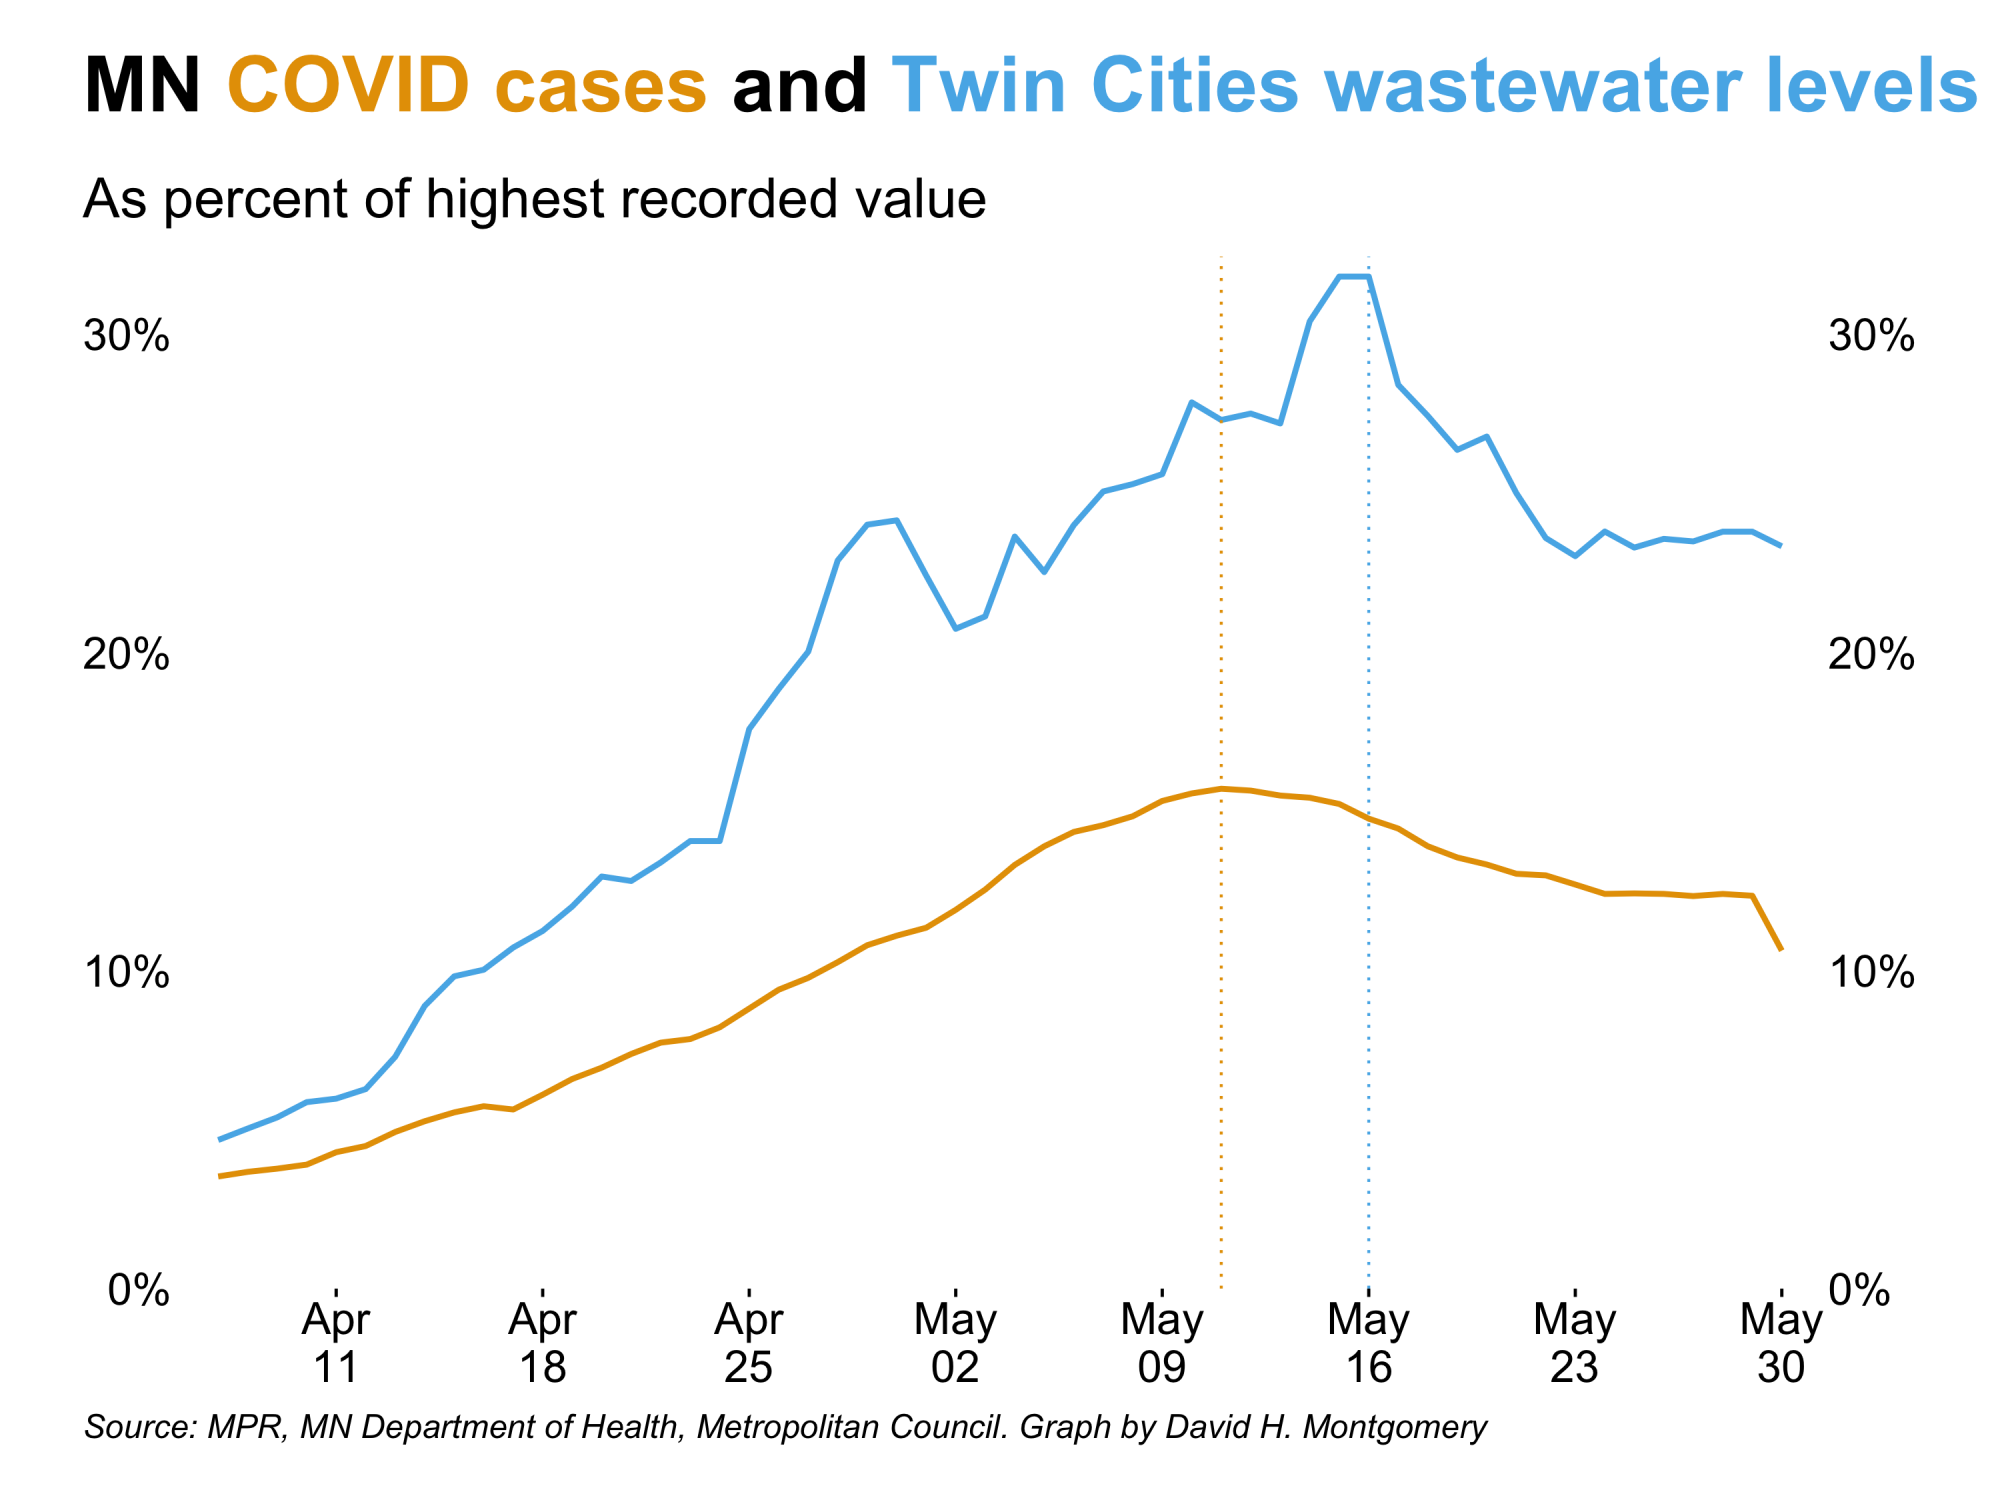 MN COVID cases and Twin Cities wastewater levels
As percent of highest recorded value
30% 30%
20% 20%
10% 10%
0% 0%
Apr Apr Apr May May May May May
11 18 25 02 09 16 23 30
Source: MPR, MN Department of Health, Metropolitan Council. Graph by David H. Montgomery